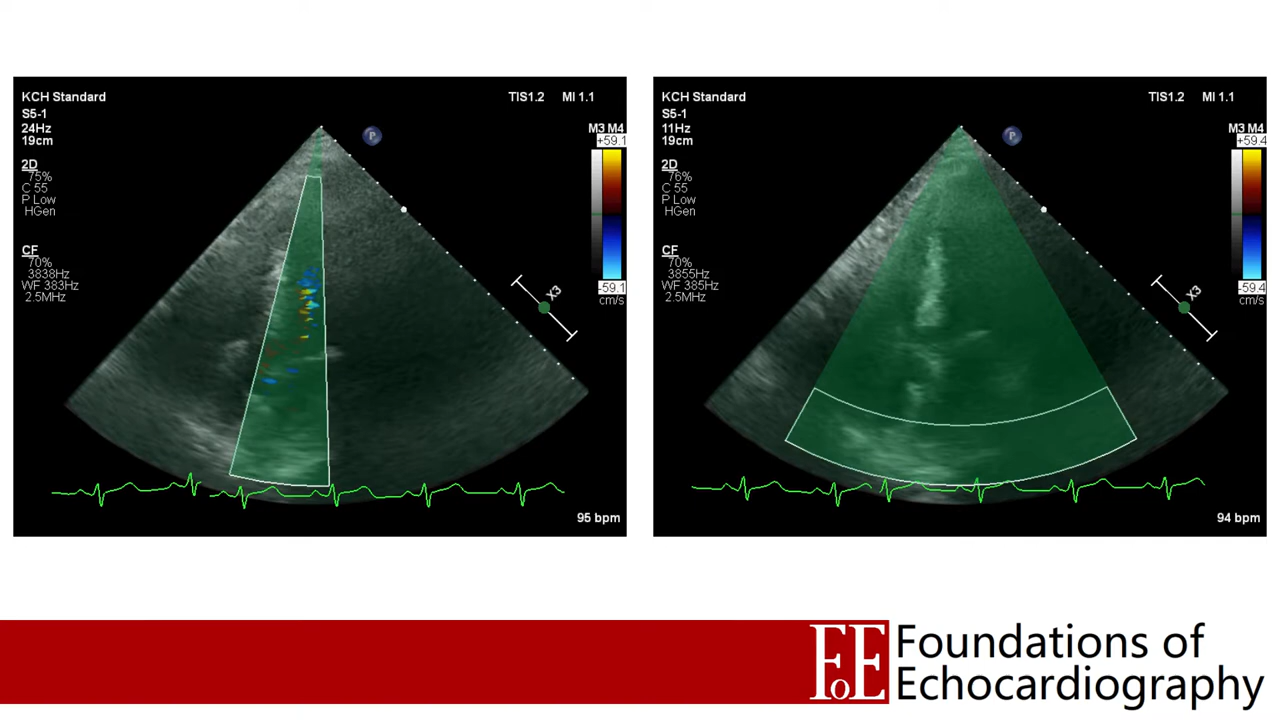 KCH Standard
TIS1.2 MI 1.1
S5-1
24Hz
19cm
M3 M4
+59.1
2D
75%
C 55
P Low
HGen
CF
70%
3838Hz
WF 383Hz
2.5MHz
P
X3
-59.1
cm/s
95 bpm
KCH Standard
TIS1.2 MI 1.1
S5-1
11Hz
19cm
M3 M4
+59.4
2D
76%
C 55
P Low
HGen
CF
70%
3855Hz
WF 385Hz
2.5MHz
P
X3
-59.4
cm/s
94 bpm
FoE
Foundations of
Echocardiography